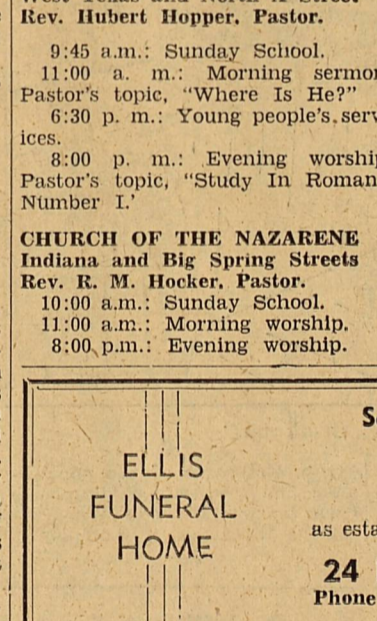 Rev. Hubert Hopper, Pastor.
9:45 a.m.: Sunday School.
11:00 a. m.: Morning sermo
Pastor's topic, "Where Is He?"
6:30 p. m.: Young people's serv
ices.
8:00 p. m.: Evening worshi
Pastor's topic, "Study In Roman
Number I.'
CHURCH OF THE NAZARENE
Indiana and Big Spring Streets
Rev. R. M. Hocker, Pastor.
10:00 a.m.: Sunday School.
11:00 a.m.: Morning worship.
8:00 p.m.: Evening worship.
ELLIS
FUNERAL
HOME
S
as esta
24
Phone